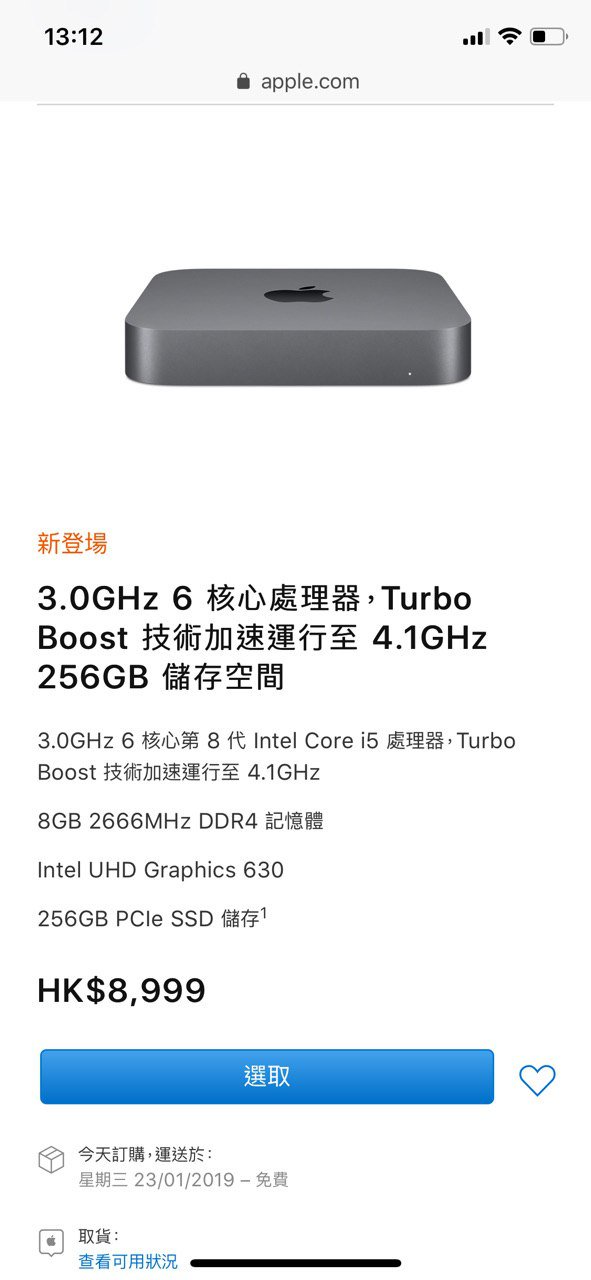 13:12
apple.com
新登場
3.0GHz 6 核心處理器，Turbo
Boost 技術加速運行至 4.1GHz
256GB 儲存空間
3.0GHz 6 核心第 8 代 Intel Core i5 處理器，Turbo
Boost 技術加速運行至 4.1GHz
8GB 2666MHz DDR4 記憶體
Intel UHD Graphics 630
256GB PCIe SSD 儲存¹
HK$8,999
選取
今天訂購，運送於：
星期三 23/01/2019 – 免費
取貨：
查看可用狀況